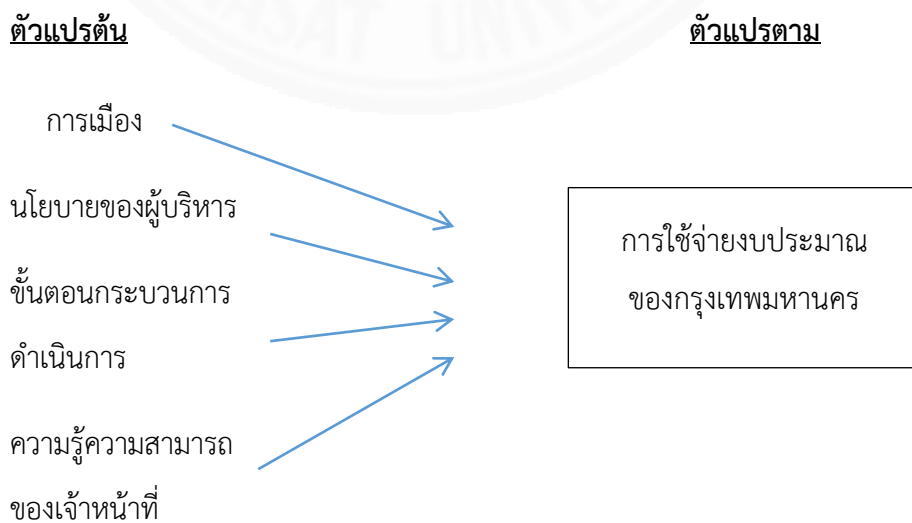 ตัวแปรต้น
ตัวแปรตาม
การเมือง
นโยบายของผู้บริหาร
ขั้นตอนกระบวนการ
ดำเนินการ
ความรู้ความสามารถ
ของเจ้าหน้าที่
การใช้จ่ายงบประมาณ
ของกรุงเทพมหานคร